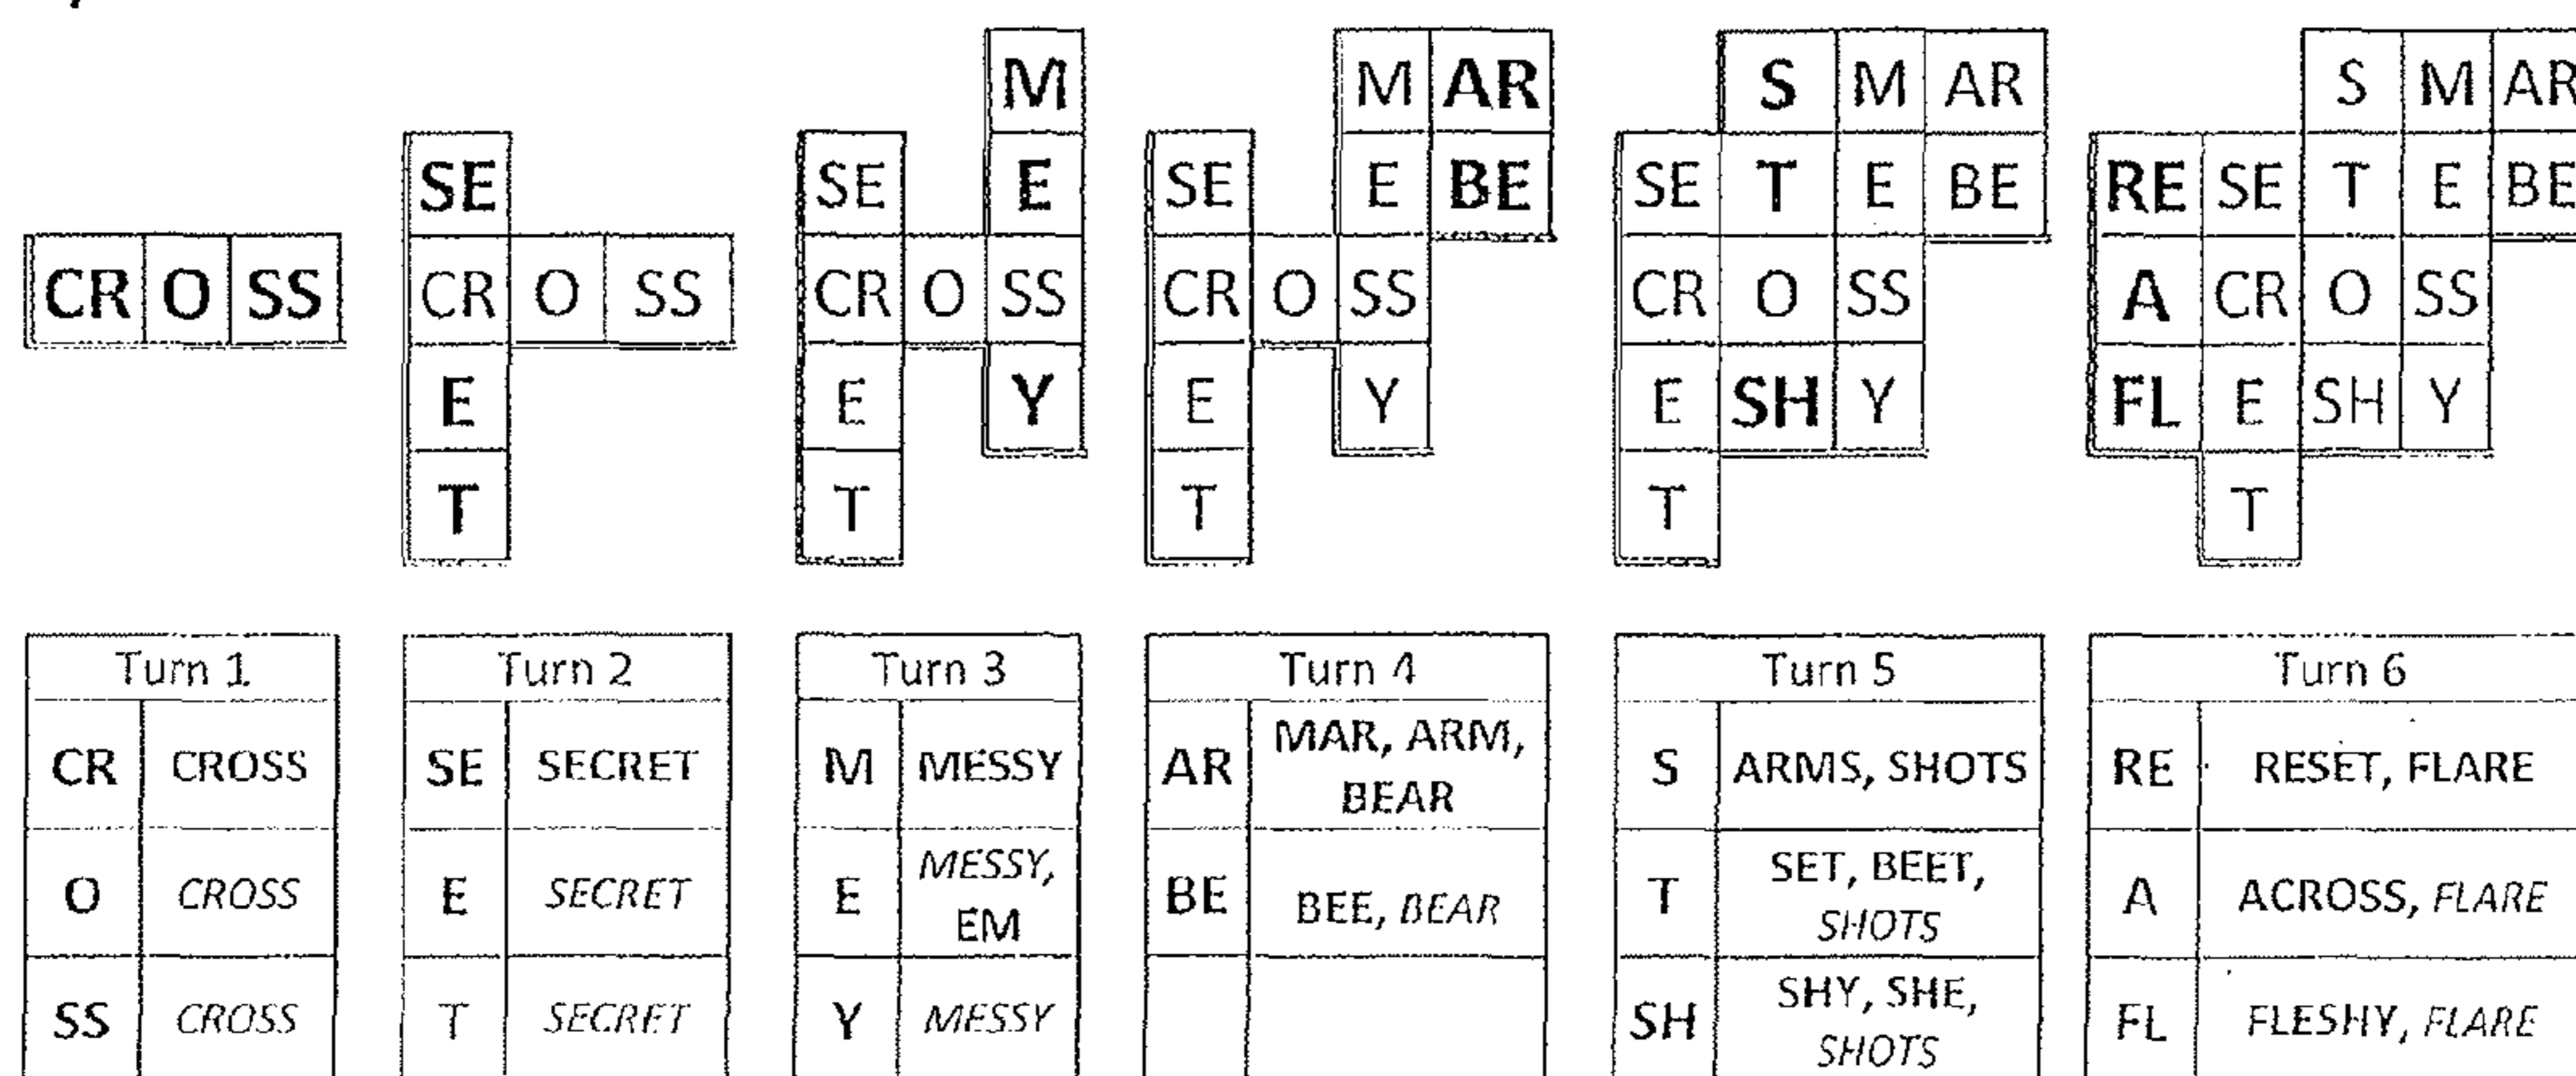 M
M AR
S M AR
S M AR
SE
SE E
SE E BE
SE T E BE
RE SE T E BE
CR O SS
CR O SS
CR O SS
CR O SS
CR O SS
A CR O SS
E
E Y
E Y
E SH Y
FL E SH Y
T
T
T
T
T
Turn 1
CR CROSS
O CROSS
SS CROSS
Turn 2
SE SECRET
E SECRET
T SECRET
Turn 3
M MESSY
E MESSY,
EM
Y MESSY
Turn 4
AR MAR, ARM,
BEAR
BE BEE, BEAR
Turn 5
S ARMS, SHOTS
T SET, BEET,
SHOTS
SH SHY, SHE,
SHOTS
Turn 6
RE RESET, FLARE
A ACROSS, FLARE
FL FLESHY, FLARE